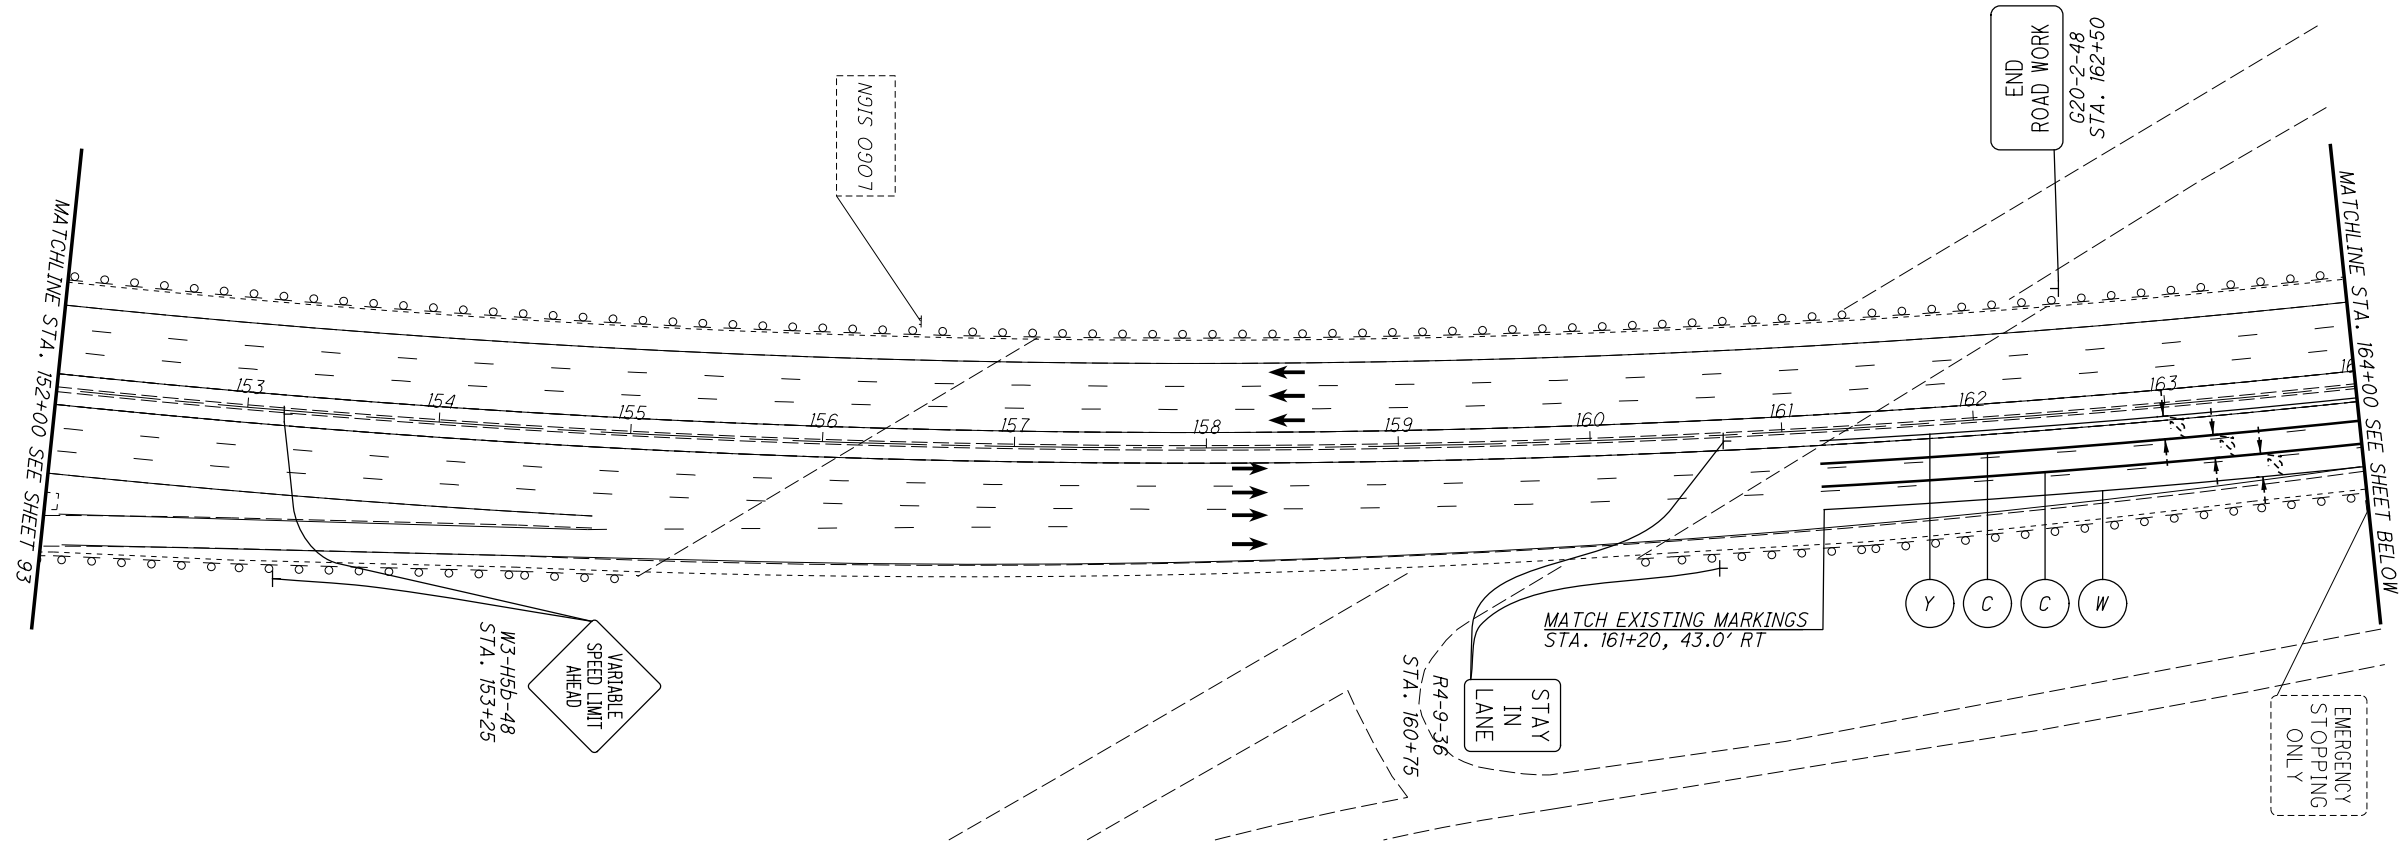 END
ROAD WORK
G20-2-48
STA. 162+50
LOGO SIGN
MATCHLINE STA. 152+00 SEE SHEET 93
MATCHLINE STA. 164+00 SEE SHEET BELOW
153
154
155
156
157
158
159
160
161
162
163
16
Y
C
C
W
MATCH EXISTING MARKINGS
STA. 161+20, 43.0' RT
VARIABLE
SPEED LIMIT
AHEAD
W3-H5b-48
STA. 153+25
STAY
IN
LANE
R4-9-36
STA. 160+75
EMERGENCY
STOPPING
ONLY